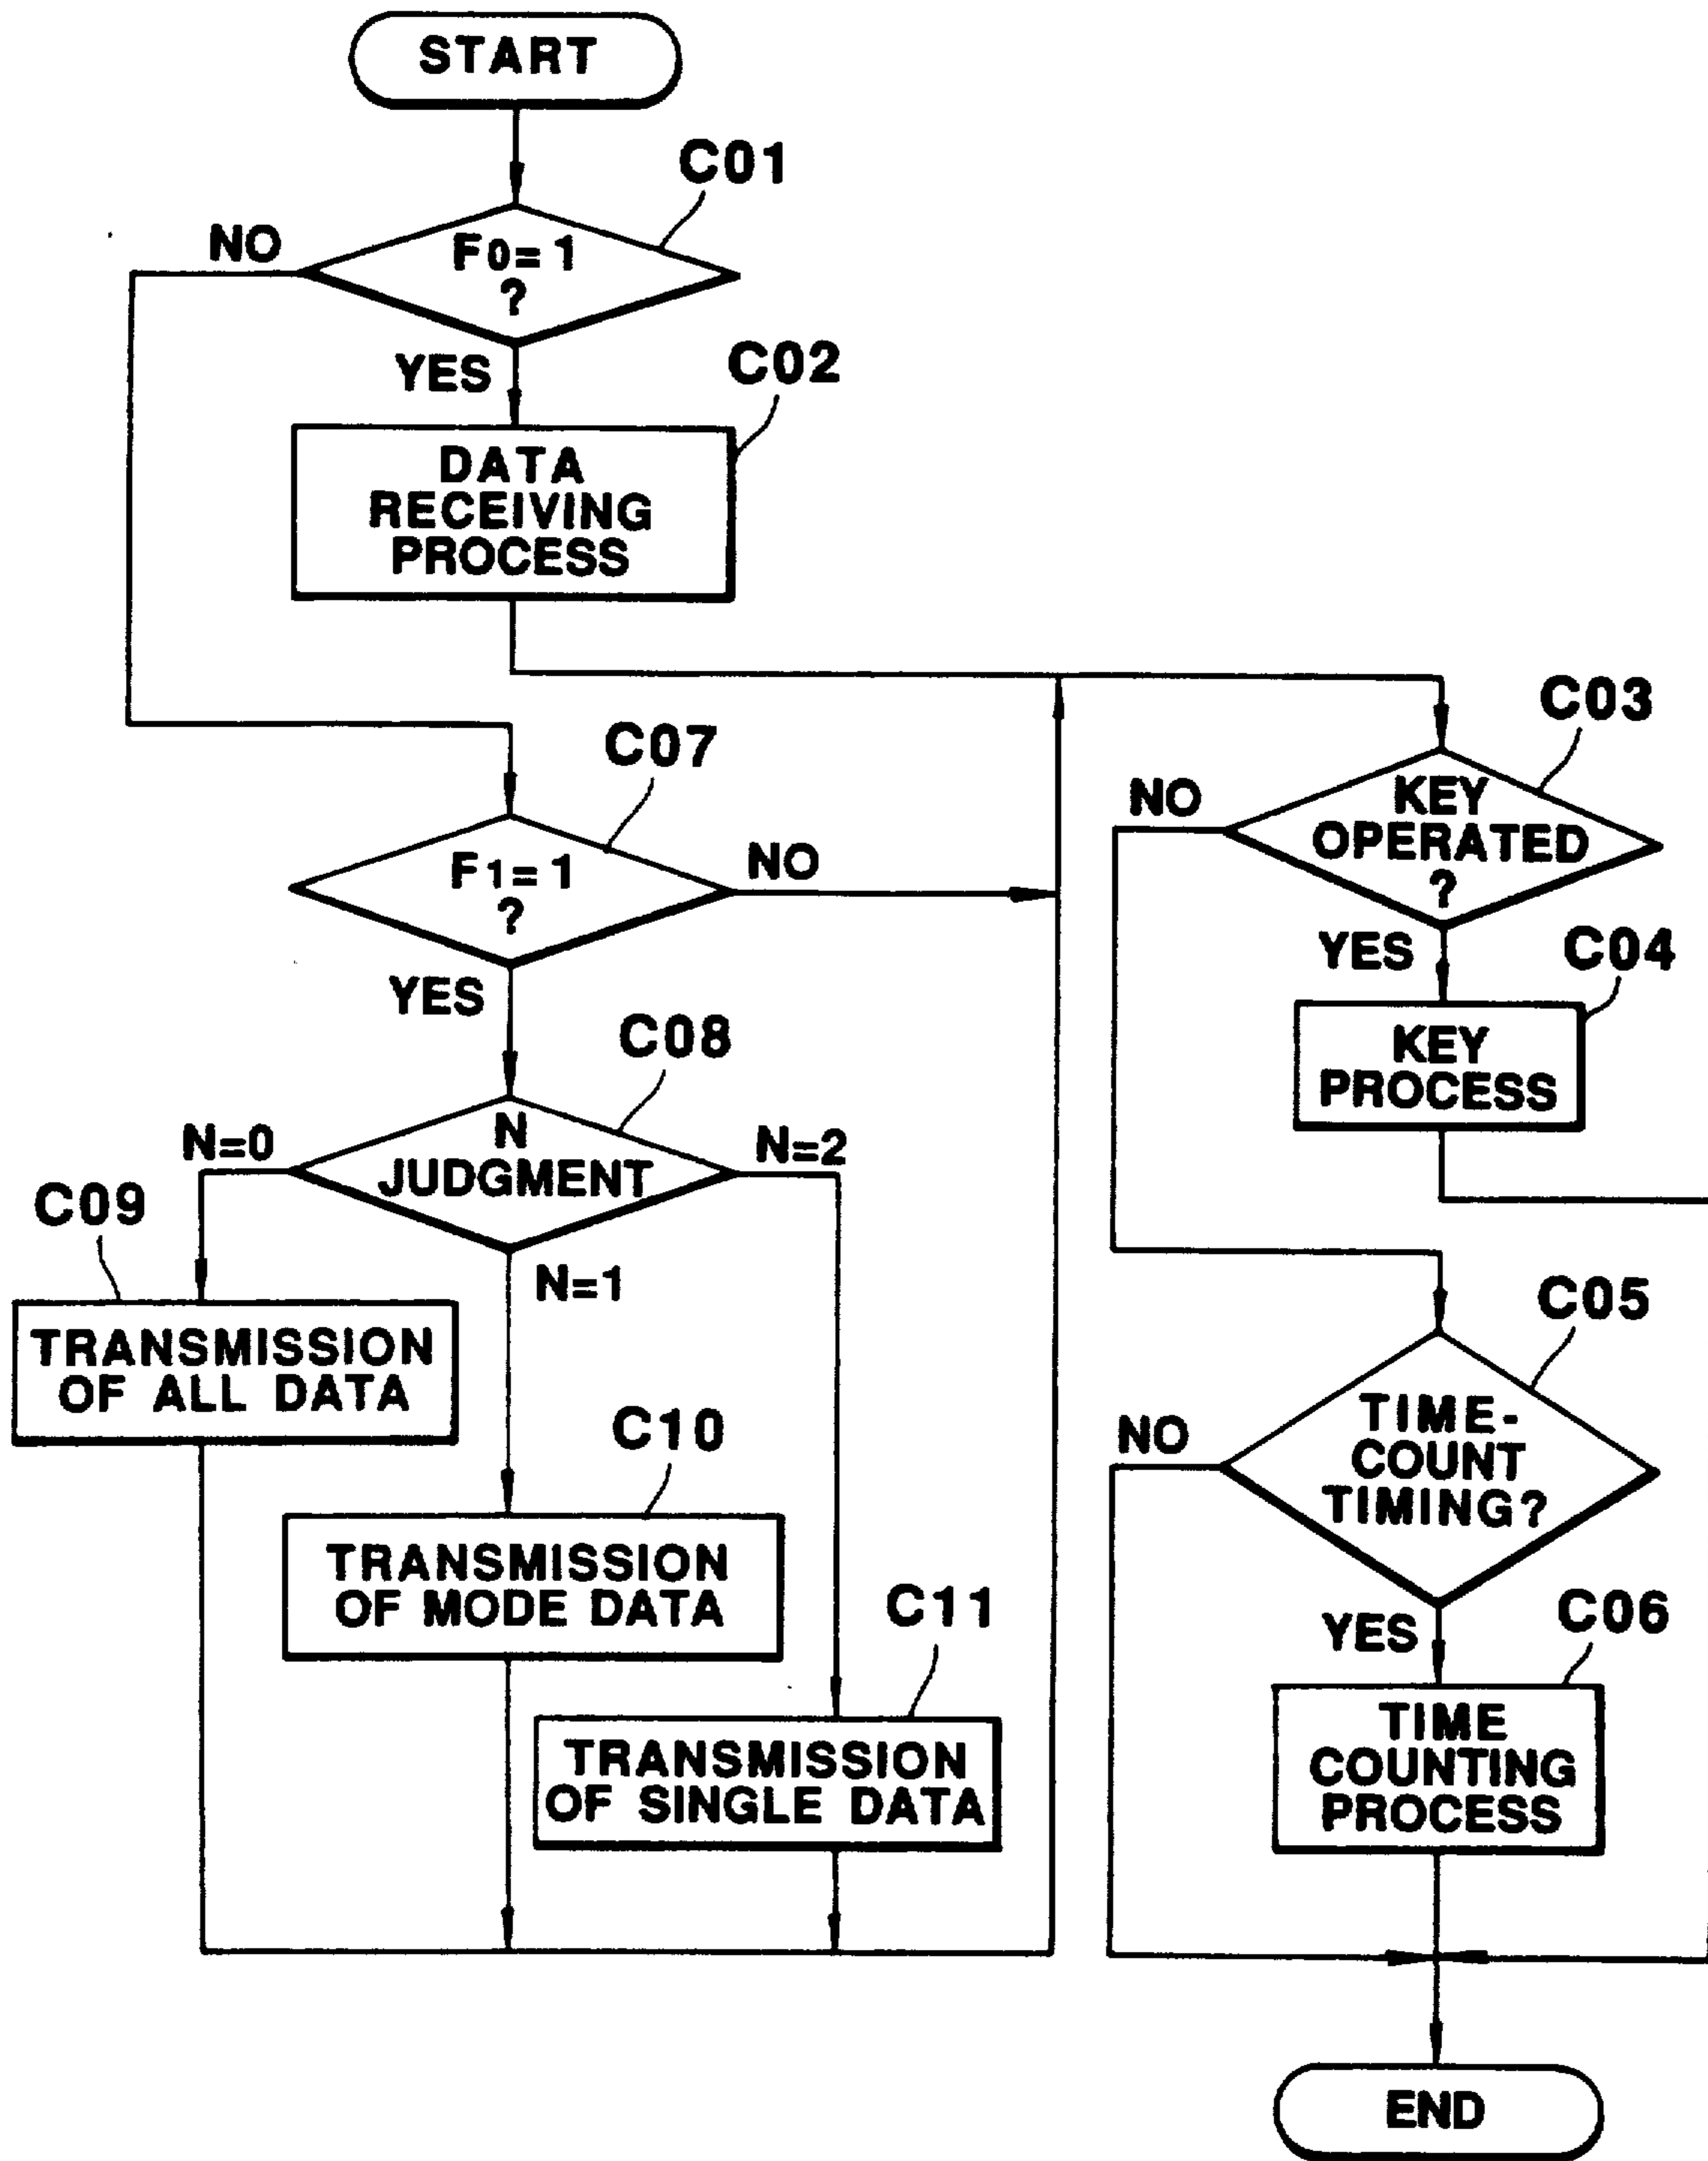 START
C01
NO
F0=1
?
YES
C02
DATA
RECEIVING
PROCESS
C07
F1=1
?
NO
YES
C08
N
JUDGMENT
N=0
N=2
N=1
C09
TRANSMISSION
OF ALL DATA
C10
TRANSMISSION
OF MODE DATA
C11
TRANSMISSION
OF SINGLE DATA
C03
NO
KEY
OPERATED
?
YES
C04
KEY
PROCESS
C05
NO
TIME-
COUNT
TIMING?
YES
C06
TIME
COUNTING
PROCESS
END